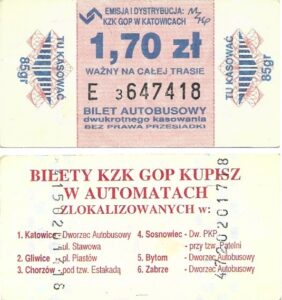 EMISJA I DYSTRYBUCJA:
KZK GOP W KATOWICACH
TU KASOWAĆ
85gr
1,70 zł
WAŻNY NA CAŁEJ TRASIE
E 3647418
BILET AUTOBUSOWY
dwukrotnego kasowania
BEZ PRAWA PRZESIADKI
TU KASOWAĆ
85gr
BILETY KZK GOP KUPISZ
W AUTOMATACH
ZLOKALIZOWANYCH w:
1. Katowice - Dworzec Autobusowy
ul. Stawowa
2. Gliwice - pl. Piastów
3. Chorzów - pod Estakadą
4. Sosnowiec - Dw. PKP
przy tzw. Patelni
5. Bytom - Dworzec Autobusowy
6. Zabrze - Dworzec Autobusowy